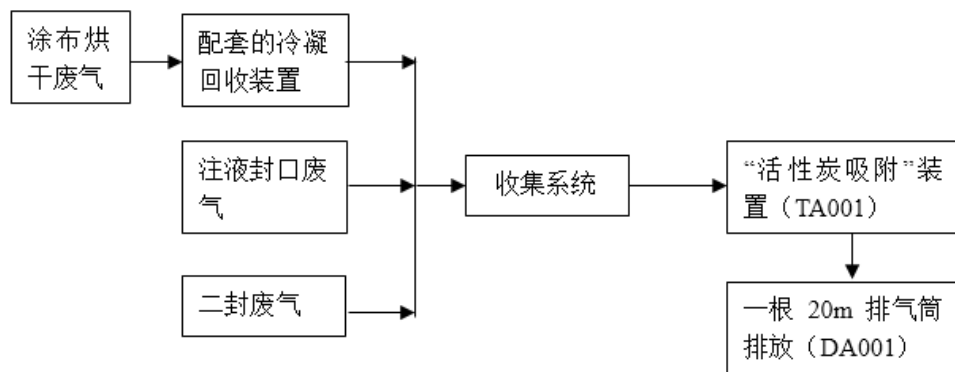 涂布烘
干废气
配套的冷凝
回收装置
注液封口废
气
二封废气
收集系统
“活性炭吸附”装
置（TA001）
一根 20m 排气筒
排放（DA001）